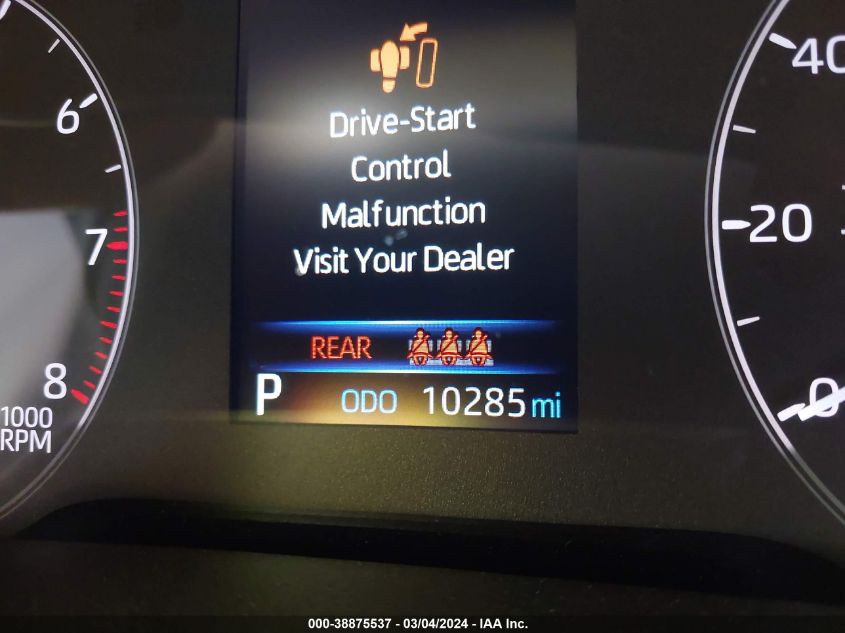 6
7
8
1000
RPM
Drive-Start
Control
Malfunction
Visit Your Dealer
REAR
P ODO 10285 mi
40
20
0
000-38875537 - 03/04/2024 - IAA Inc.